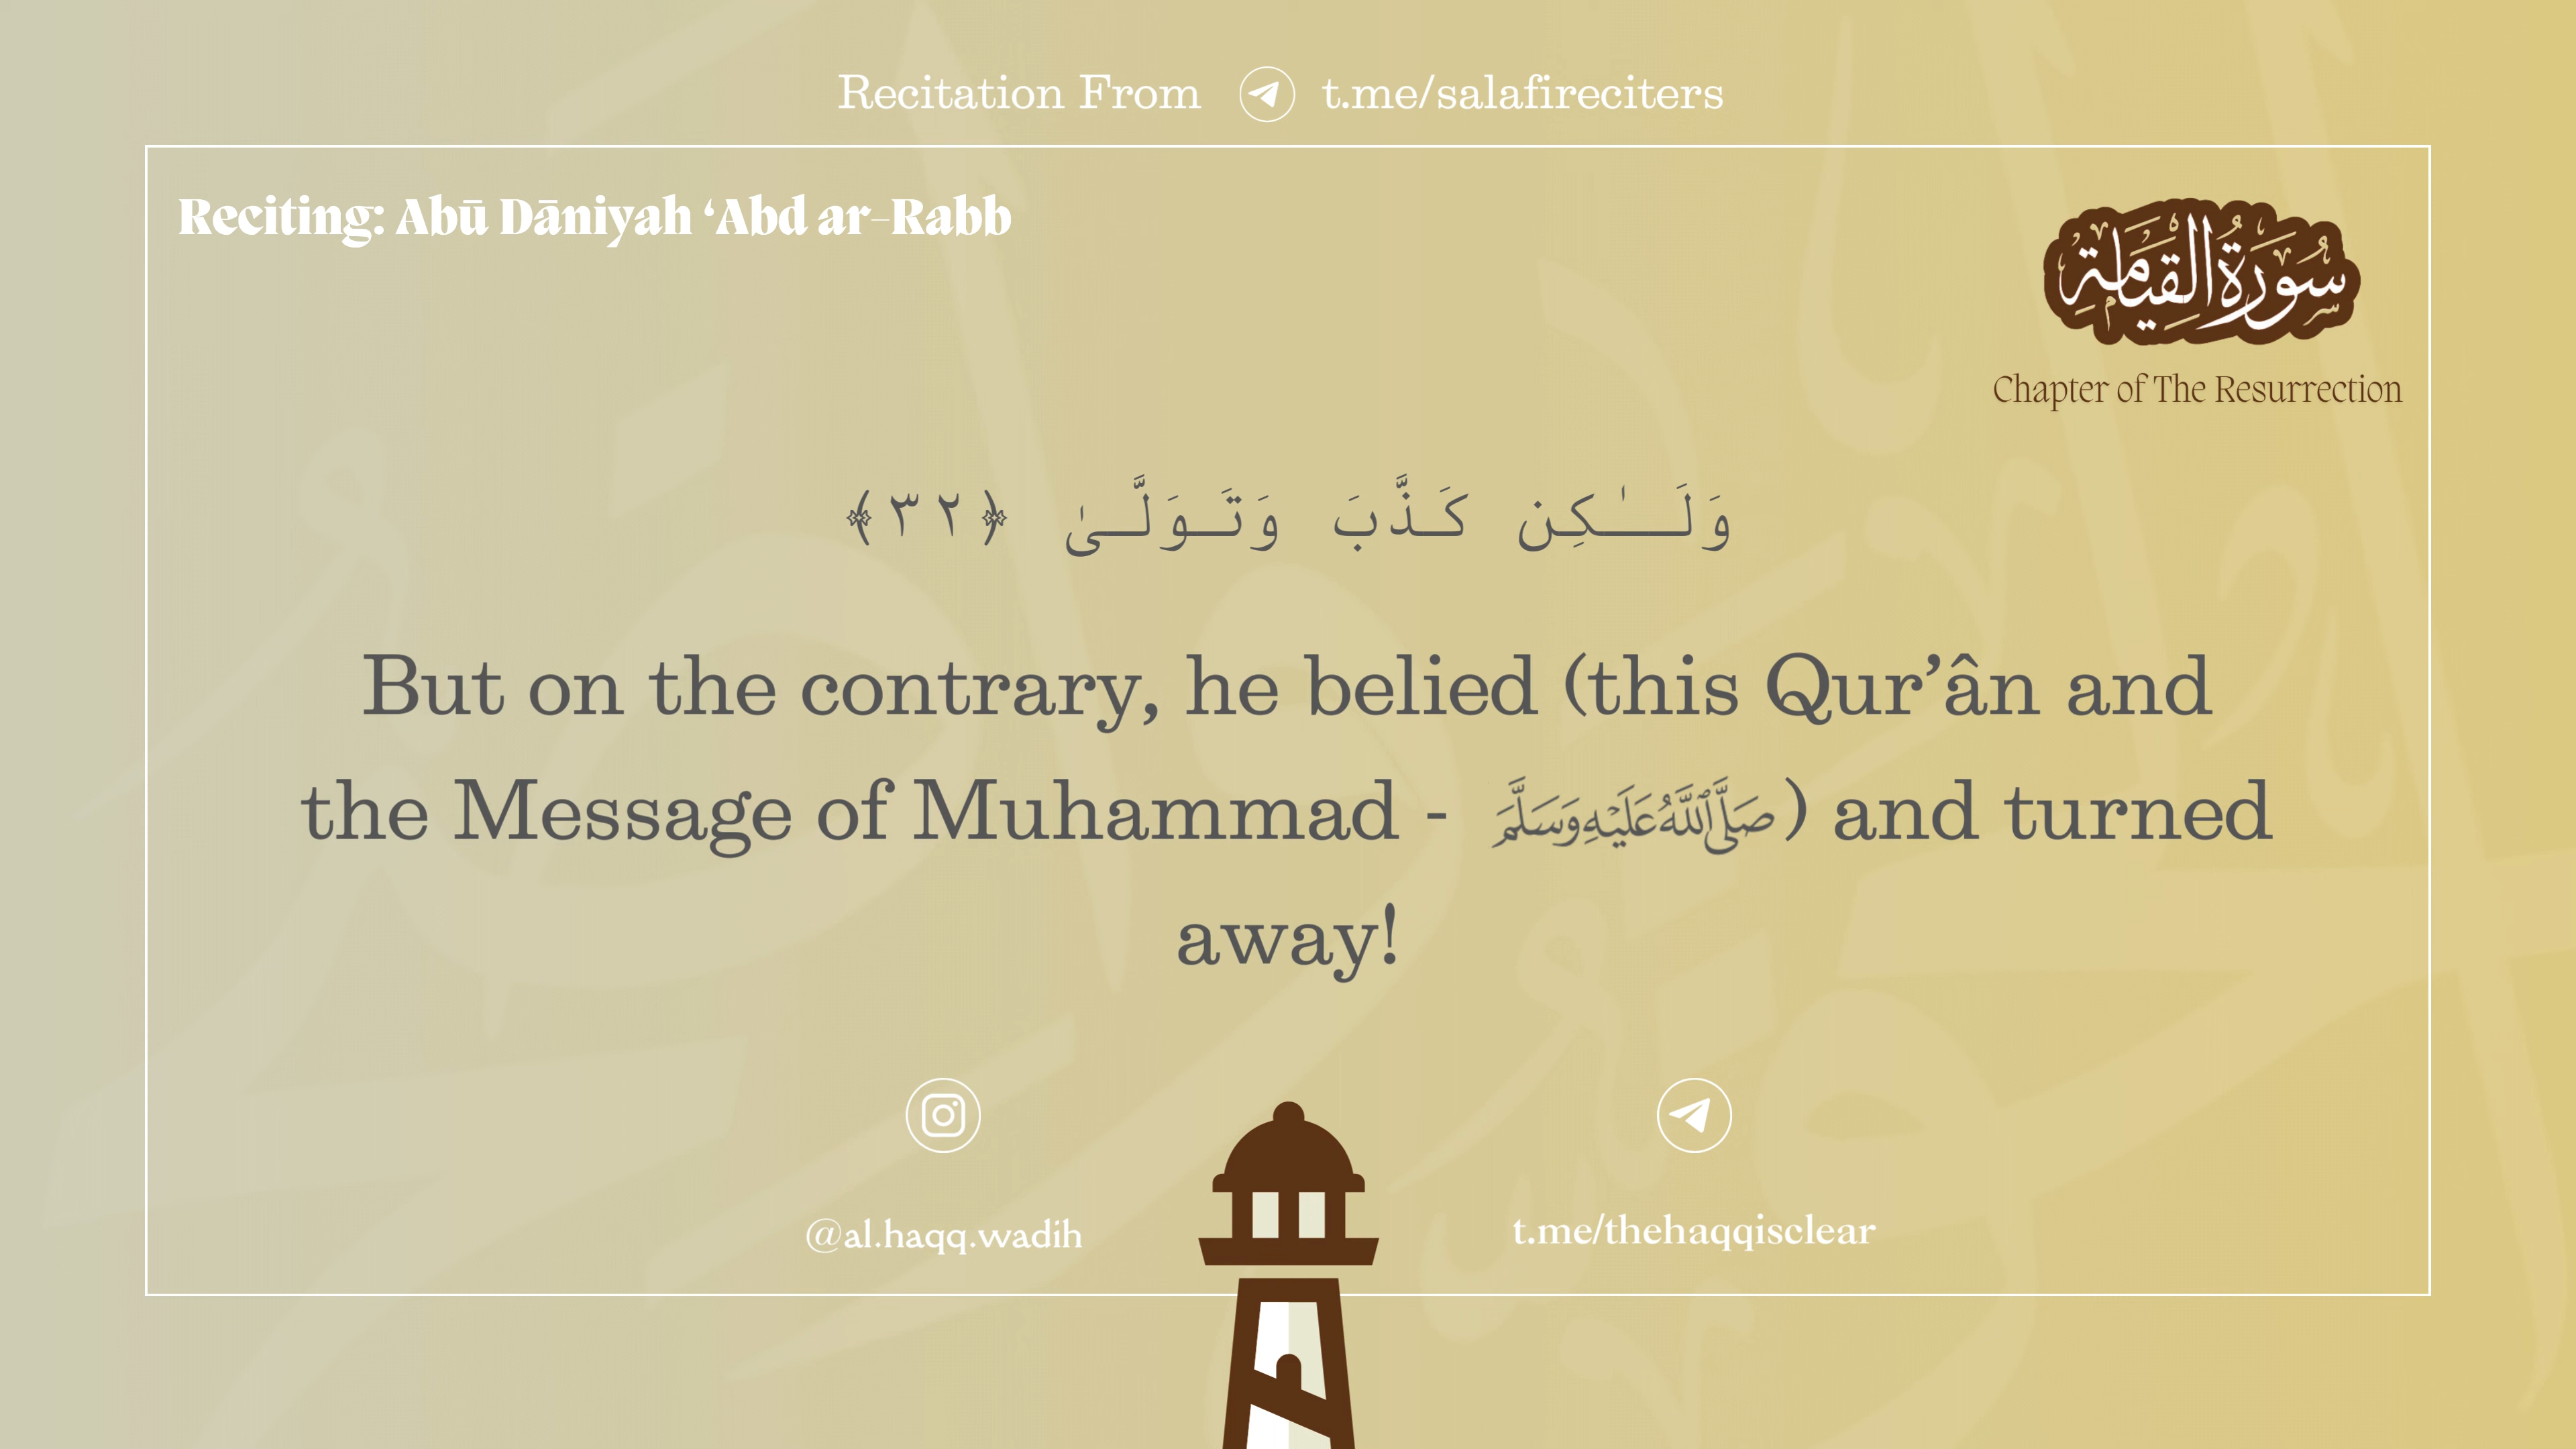 Recitation From t.me/salafireciters
Reciting: Abū Dāniyah ‘Abd ar-Rabb
سُورَةُ القِيَامَةِ
Chapter of The Resurrection
وَلَـٰكِن كَذَّبَ وَتَوَلَّىٰ ﴿٣٢﴾
But on the contrary, he belied (this Qur’ân and
the Message of Muhammad - صَلَّى اللَّهُ عَلَيْهِ وَسَلَّمَ) and turned
away!
@al.haqq.wadih
t.me/thehaqqisclear